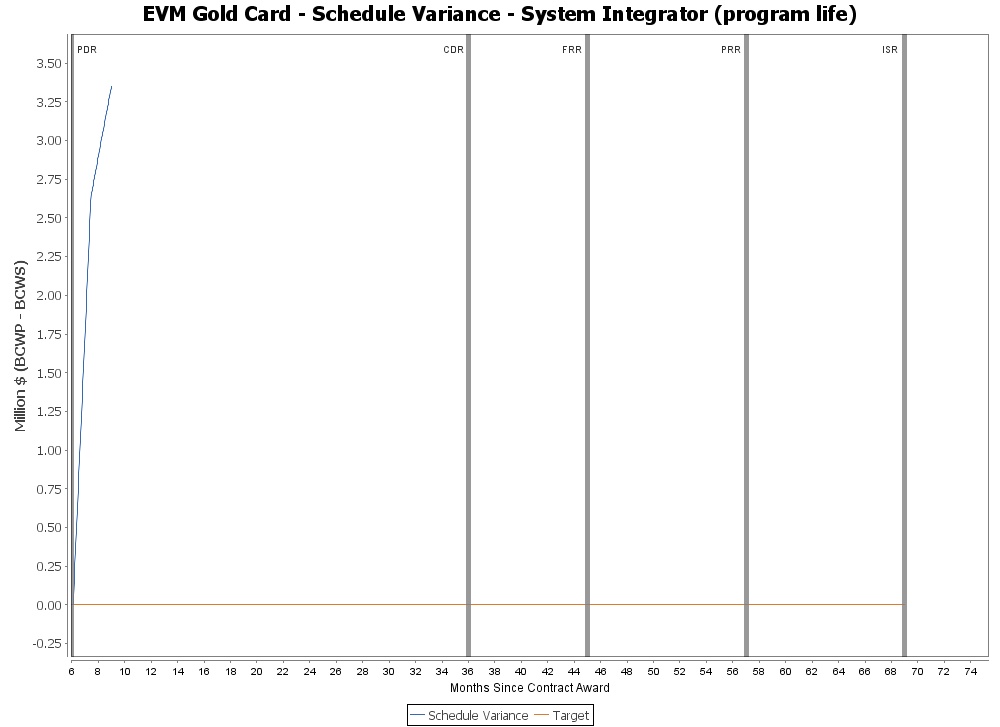 EVM Gold Card - Schedule Variance - System Integrator (program life)
PDR CDR FRR PRR ISR
3.50
3.25
3.00
2.75
2.50
2.25
2.00
1.75
1.50
1.25
1.00
0.75
0.50
0.25
0.00
-0.25
Million $ (BCWP - BCWS)
6 8 10 12 14 16 18 20 22 24 26 28 30 32 34 36 38 40 42 44 46 48 50 52 54 56 58 60 62 64 66 68 70 72 74
Months Since Contract Award
Schedule Variance Target